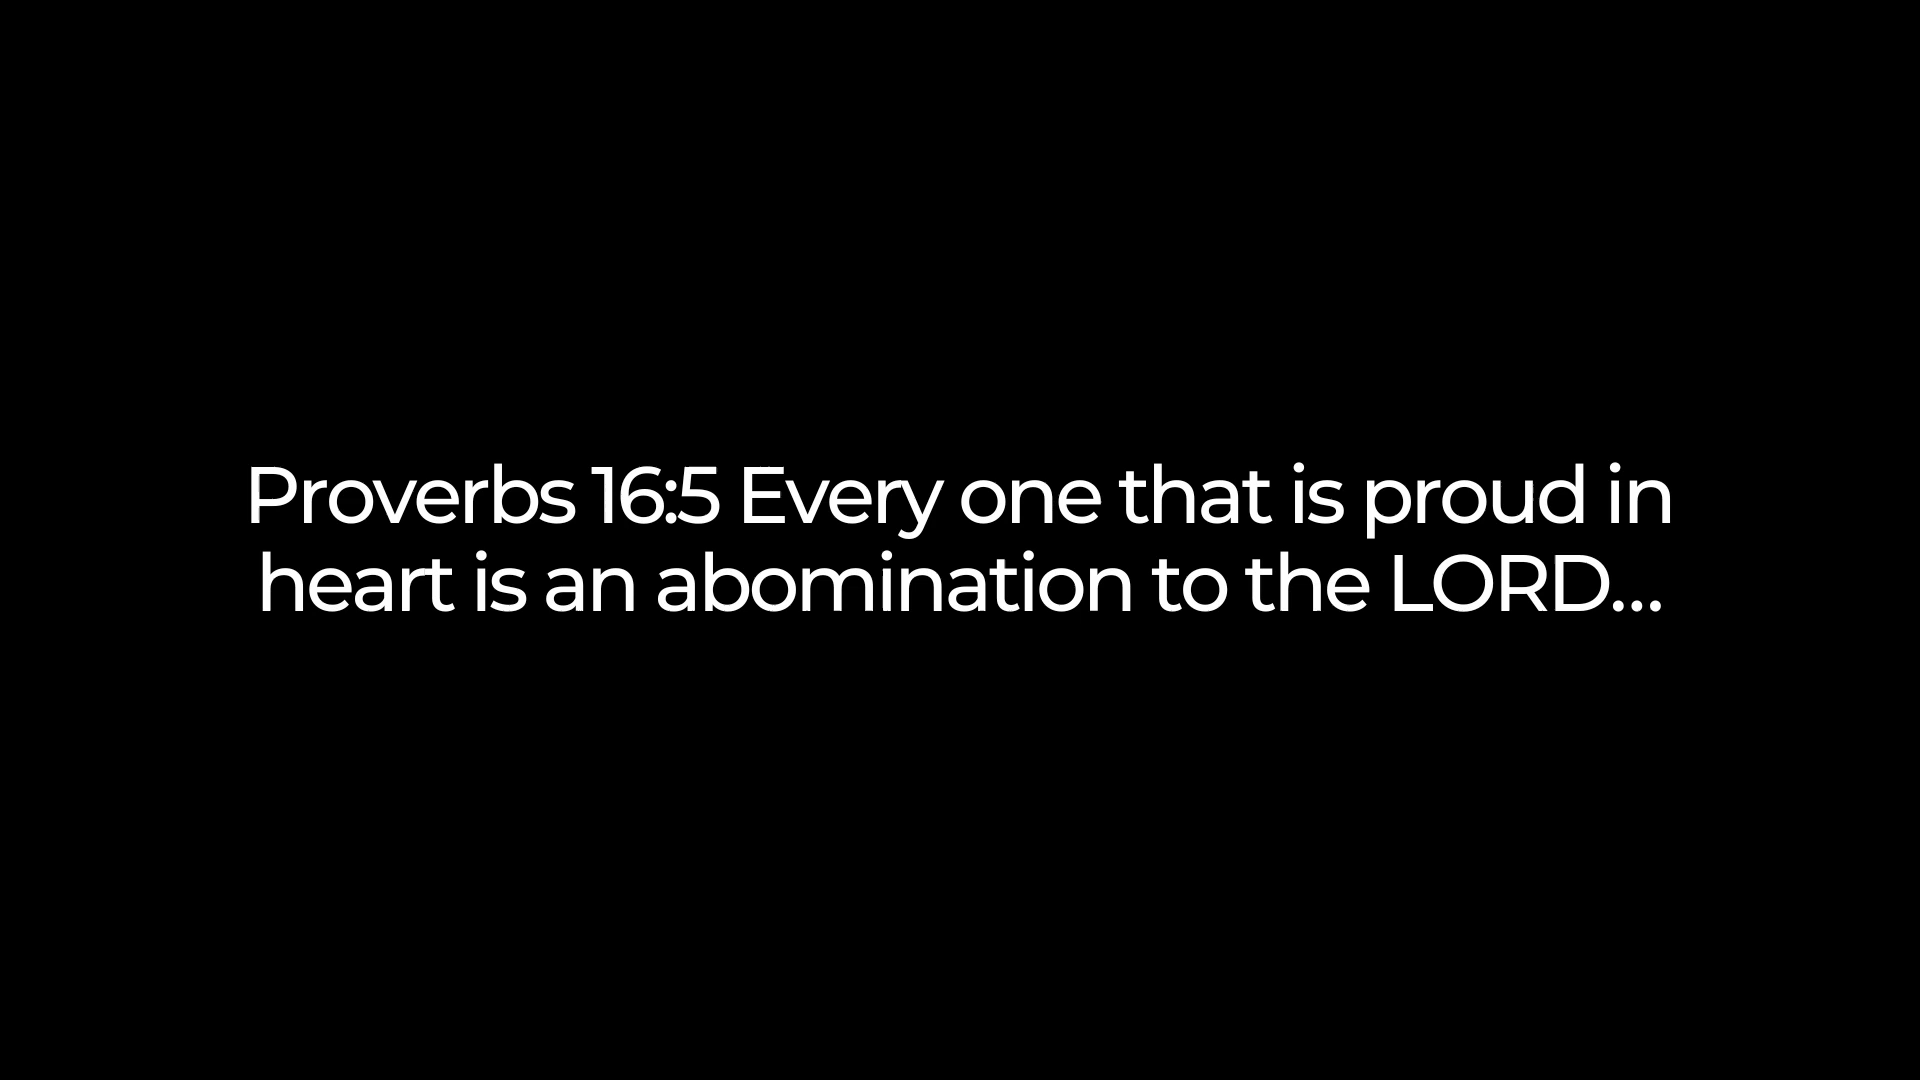 Proverbs 16:5 Every one that is proud in
heart is an abomination to the LORD...